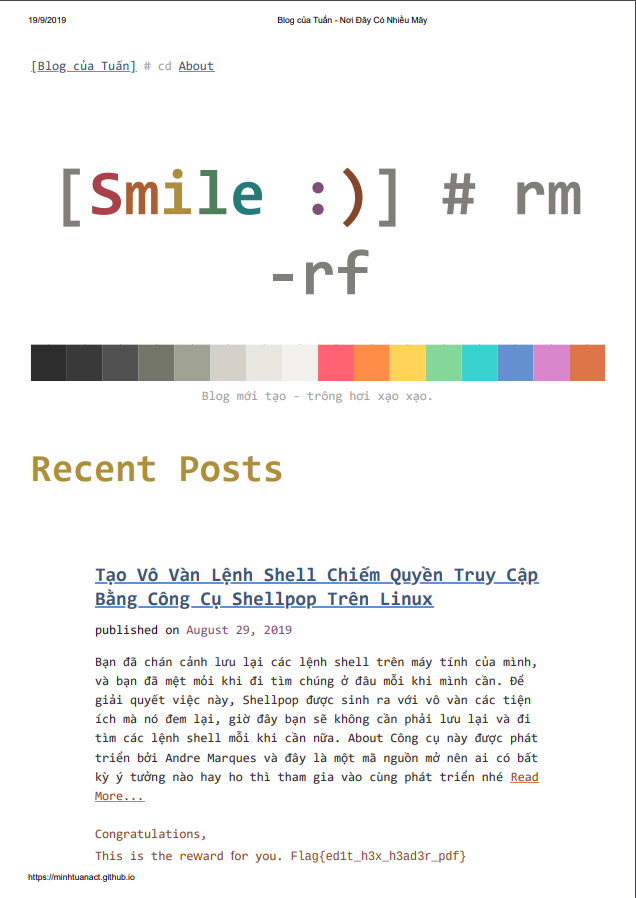 19/9/2019 Blog của Tuấn - Nơi Đây Có Nhiều Mây
[Blog của Tuấn] # cd About
[Smile :)] # rm
-rf
Blog mới tạo - trông hơi xạo xạo.
Recent Posts
Tạo Vô Vàn Lệnh Shell Chiếm Quyền Truy Cập
Bằng Công Cụ Shellpop Trên Linux
published on August 29, 2019
Bạn đã chán cảnh lưu lại các lệnh shell trên máy tính của mình,
và bạn đã mệt mỏi khi đi tìm chúng ở đâu mỗi khi mình cần. Để
giải quyết việc này, Shellpop được sinh ra với vô vàn các tiện
ích mà nó đem lại, giờ đây bạn sẽ không cần phải lưu lại và đi
tìm các lệnh shell mỗi khi cần nữa. About Công cụ này được phát
triển bởi Andre Marques và đây là một mã nguồn mở nên ai có bất
kỳ ý tưởng nào hay ho thì tham gia vào cùng phát triển nhé Read
More...
Congratulations,
This is the reward for you. Flag{ed1t_h3x_h3ad3r_pdf}
https://minhtuanact.github.io